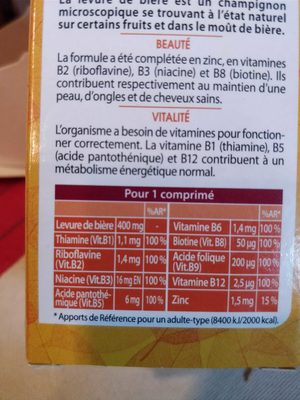 La levure de bière est un champignon
microscopique se trouvant à l'état naturel
sur certains fruits et dans le moût de bière.
BEAUTÉ
La formule a été complétée en zinc, en vitamines
B2 (riboflavine), B3 (niacine) et B8 (biotine). Ils
contribuent respectivement au maintien d'une
peau, d'ongles et de cheveux sains.
VITALITÉ
L'organisme a besoin de vitamines pour fonction-
ner correctement. La vitamine B1 (thiamine), B5
(acide pantothénique) et B12 contribuent à un
métabolisme énergétique normal.
Pour 1 comprimé
%AR* %AR*
Levure de bière 400 mg - Vitamine B6 1,4 mg 100 %
Thiamine (Vit.B1) 1,1 mg 100 % Biotine (Vit. B8) 50 µg 100 %
Riboflavine
(Vit.B2) 1,4 mg 100 % Acide folique
(Vit.B9) 200 µg 100 %
Niacine (Vit.B3) 16 mg EN 100 % Vitamine B12 2,5 µg 100 %
Acide pantothé-
nique (Vit.B5) 6 mg 100 % Zinc 1,5 mg 15 %
* Apports de Référence pour un adulte-type (8400 kJ/2000 kcal).